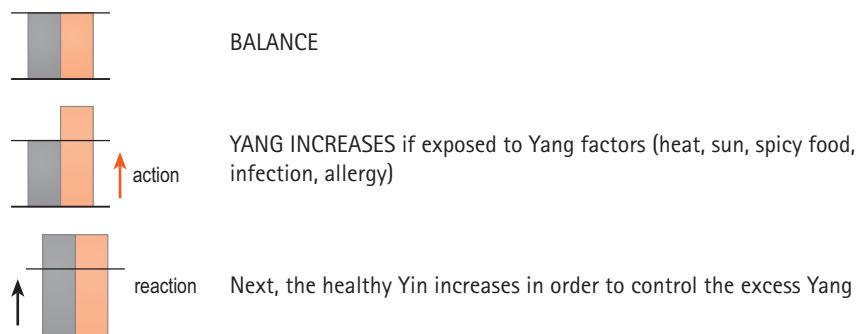 BALANCE
YANG INCREASES if exposed to Yang factors (heat, sun, spicy food,
infection, allergy)
action
reaction
Next, the healthy Yin increases in order to control the excess Yang